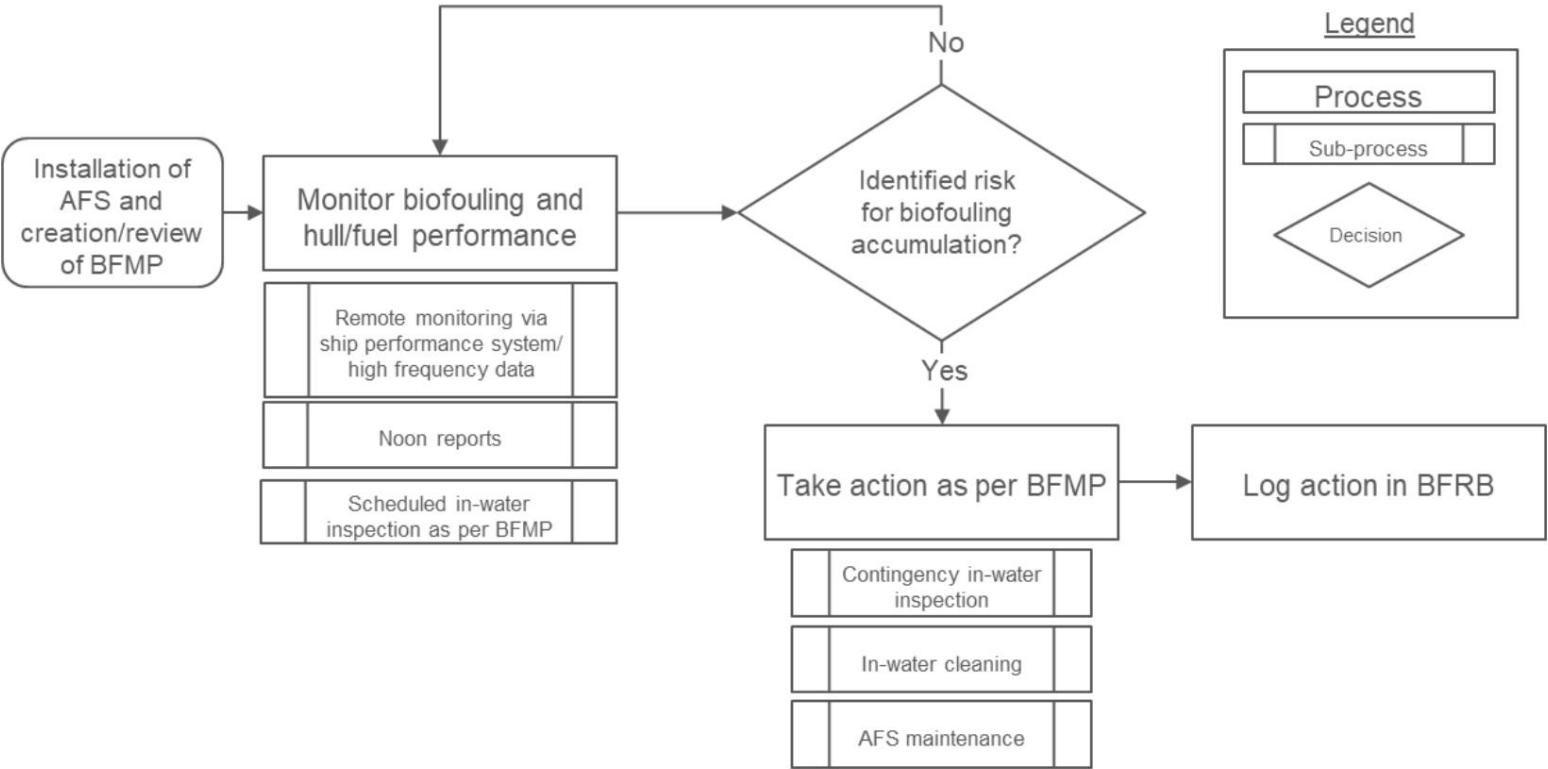 No
Legend
Process
Sub-process
Decision
Installation of
AFS and
creation/review
of BFMP
Monitor biofouling and
hull/fuel performance
Remote monitoring via
ship performance system/
high frequency data
Noon reports
Scheduled in-water
inspection as per BFMP
Identified risk
for biofouling
accumulation?
Yes
Take action as per BFMP
Contingency in-water
inspection
In-water cleaning
AFS maintenance
Log action in BFRB